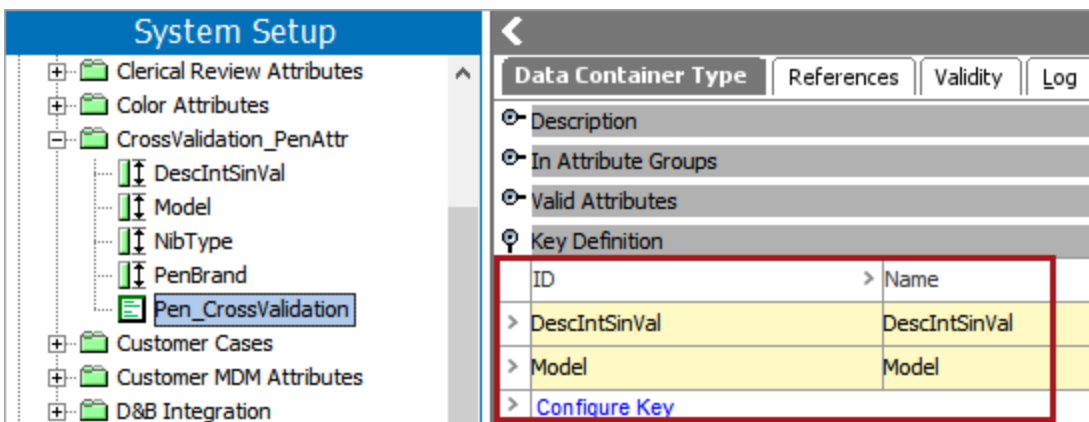 System Setup
Clerical Review Attributes
Color Attributes
CrossValidation_PenAttr
DescIntSinVal
Model
NibType
PenBrand
Pen_CrossValidation
Customer Cases
Customer MDM Attributes
D&B Integration
Data Container Type References Validity Log
Description
In Attribute Groups
Valid Attributes
Key Definition
ID > Name
> DescIntSinVal DescIntSinVal
> Model Model
> Configure Key